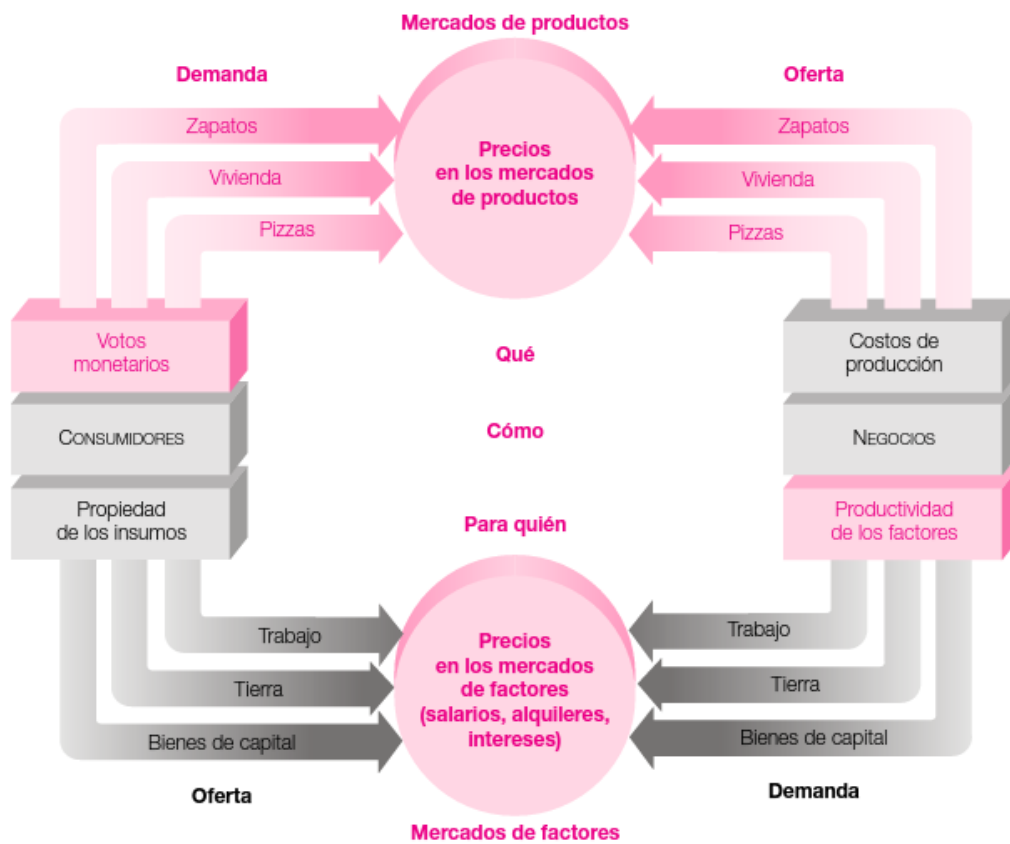 Mercados de productos
Demanda
Oferta
Zapatos
Zapatos
Precios
en los mercados
de productos
Vivienda
Vivienda
Pizzas
Pizzas
Votos
monetarios
Costos de
producción
Qué
CONSUMIDORES
Cómo
NEGOCIOS
Propiedad
de los insumos
Para quién
Productividad
de los factores
Trabajo
Trabajo
Precios
en los mercados
de factores
(salarios, alquileres,
intereses)
Tierra
Tierra
Bienes de capital
Bienes de capital
Oferta
Demanda
Mercados de factores